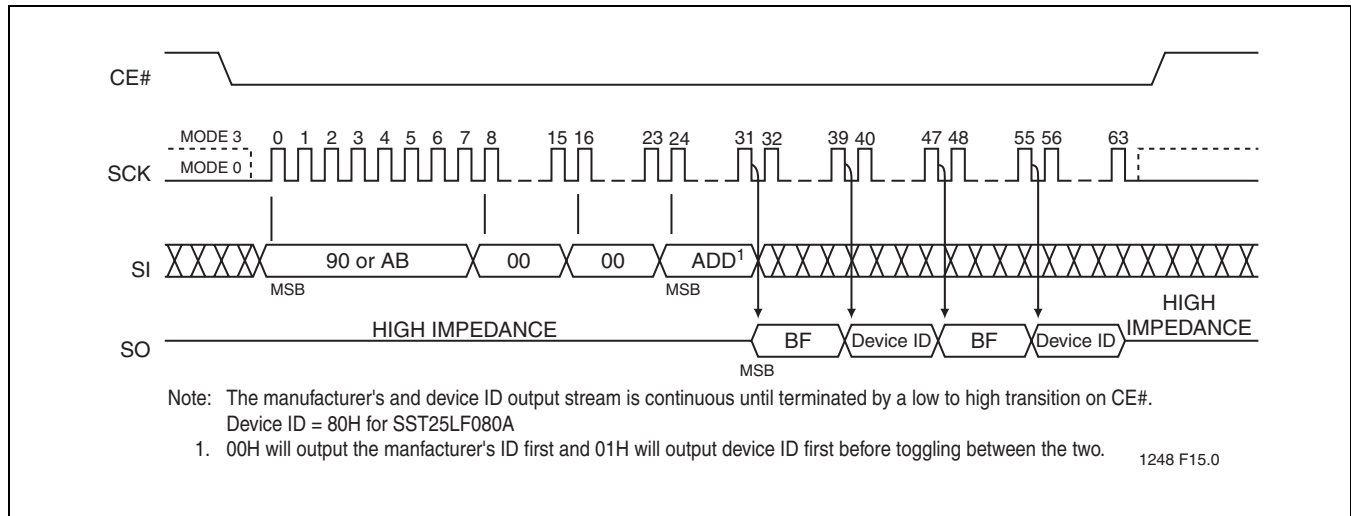 CE#
MODE 3 0 1 2 3 4 5 6 7 8 15 16 23 24 31 32 39 40 47 48 55 56 63
SCK MODE 0
SI 90 or AB 00 00 ADD1
MSB MSB
HIGH
SO HIGH IMPEDANCE BF Device ID BF Device ID IMPEDANCE
MSB
Note: The manufacturer's and device ID output stream is continuous until terminated by a low to high transition on CE#.
Device ID = 80H for SST25LF080A
1. 00H will output the manfacturer's ID first and 01H will output device ID first before toggling between the two.
1248 F15.0